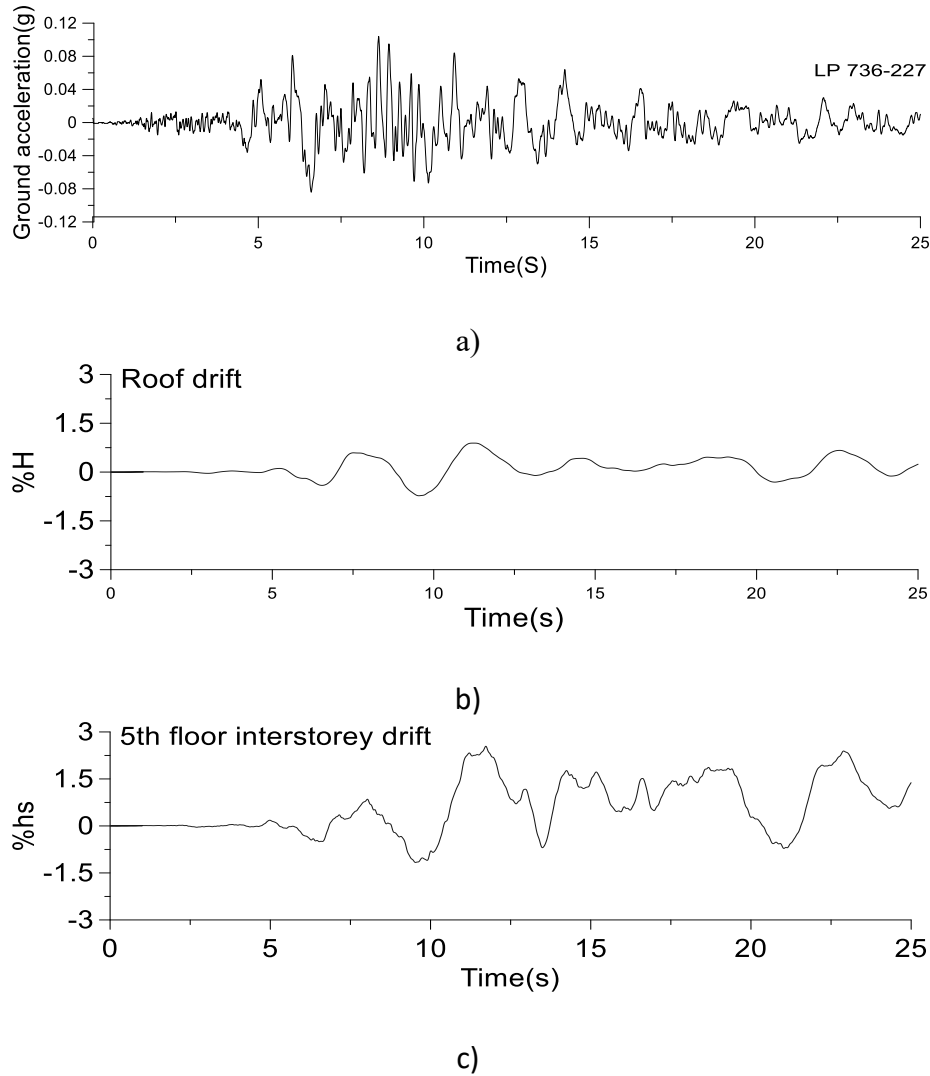 0.12
0.08
0.04
0
-0.04
-0.08
-0.12
Ground acceleration(g)
LP 736-227
0 5 10 15 20 25
Time(S)
a)
Roof drift
3
1.5
0
-1.5
-3
%H
0 5 10 15 20 25
Time(s)
b)
5th floor interstorey drift
3
1.5
0
-1.5
-3
%hs
0 5 10 15 20 25
Time(s)
c)